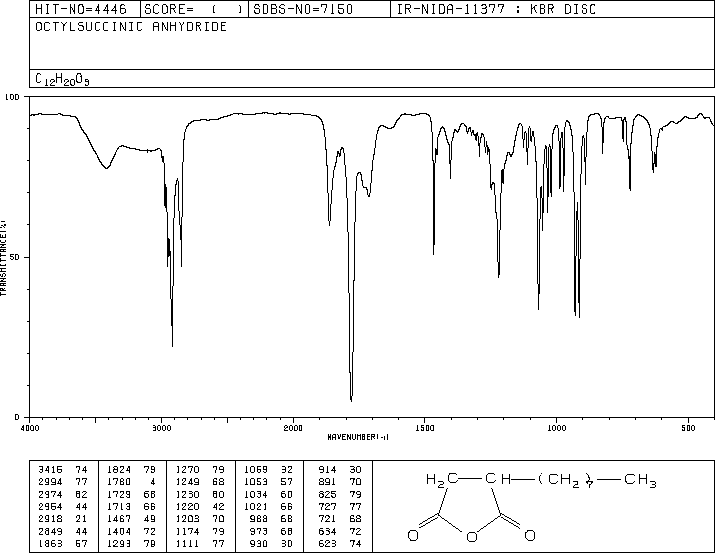 HIT-NO=4446 SCORE= ( ) SDBS-NO=7150 IR-NIDA-11377 : KBR DISC
OCTYLSUCCINIC ANHYDRIDE
C12H20O3
100
50
0
TRANSMITTANCE(%)
4000 3000 2000 1500 1000 500
WAVENUMBER(-1)
3416 74 1824 79 1270 79 1069 32 914 30
2994 77 1780 4 1249 68 1053 57 891 70
2974 62 1729 66 1230 60 1034 60 825 79
2954 44 1713 66 1220 42 1021 66 727 77
2918 21 1467 49 1203 70 988 68 721 68
2849 44 1404 72 1174 79 973 68 634 72
1863 57 1293 79 1111 77 930 30 623 74
H2C CH (CH2)7 CH3
O O O